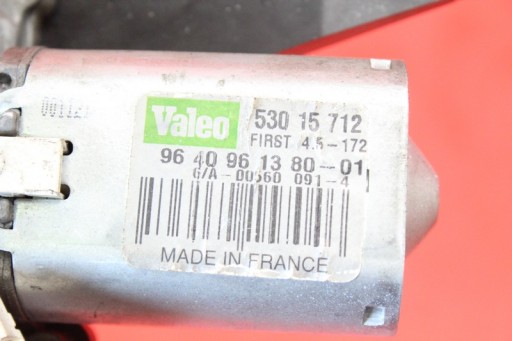 Valeo 530 15 712
FIRST 4.5-172
96 40 96 13 80-01
G/A-00560 091-4
MADE IN FRANCE